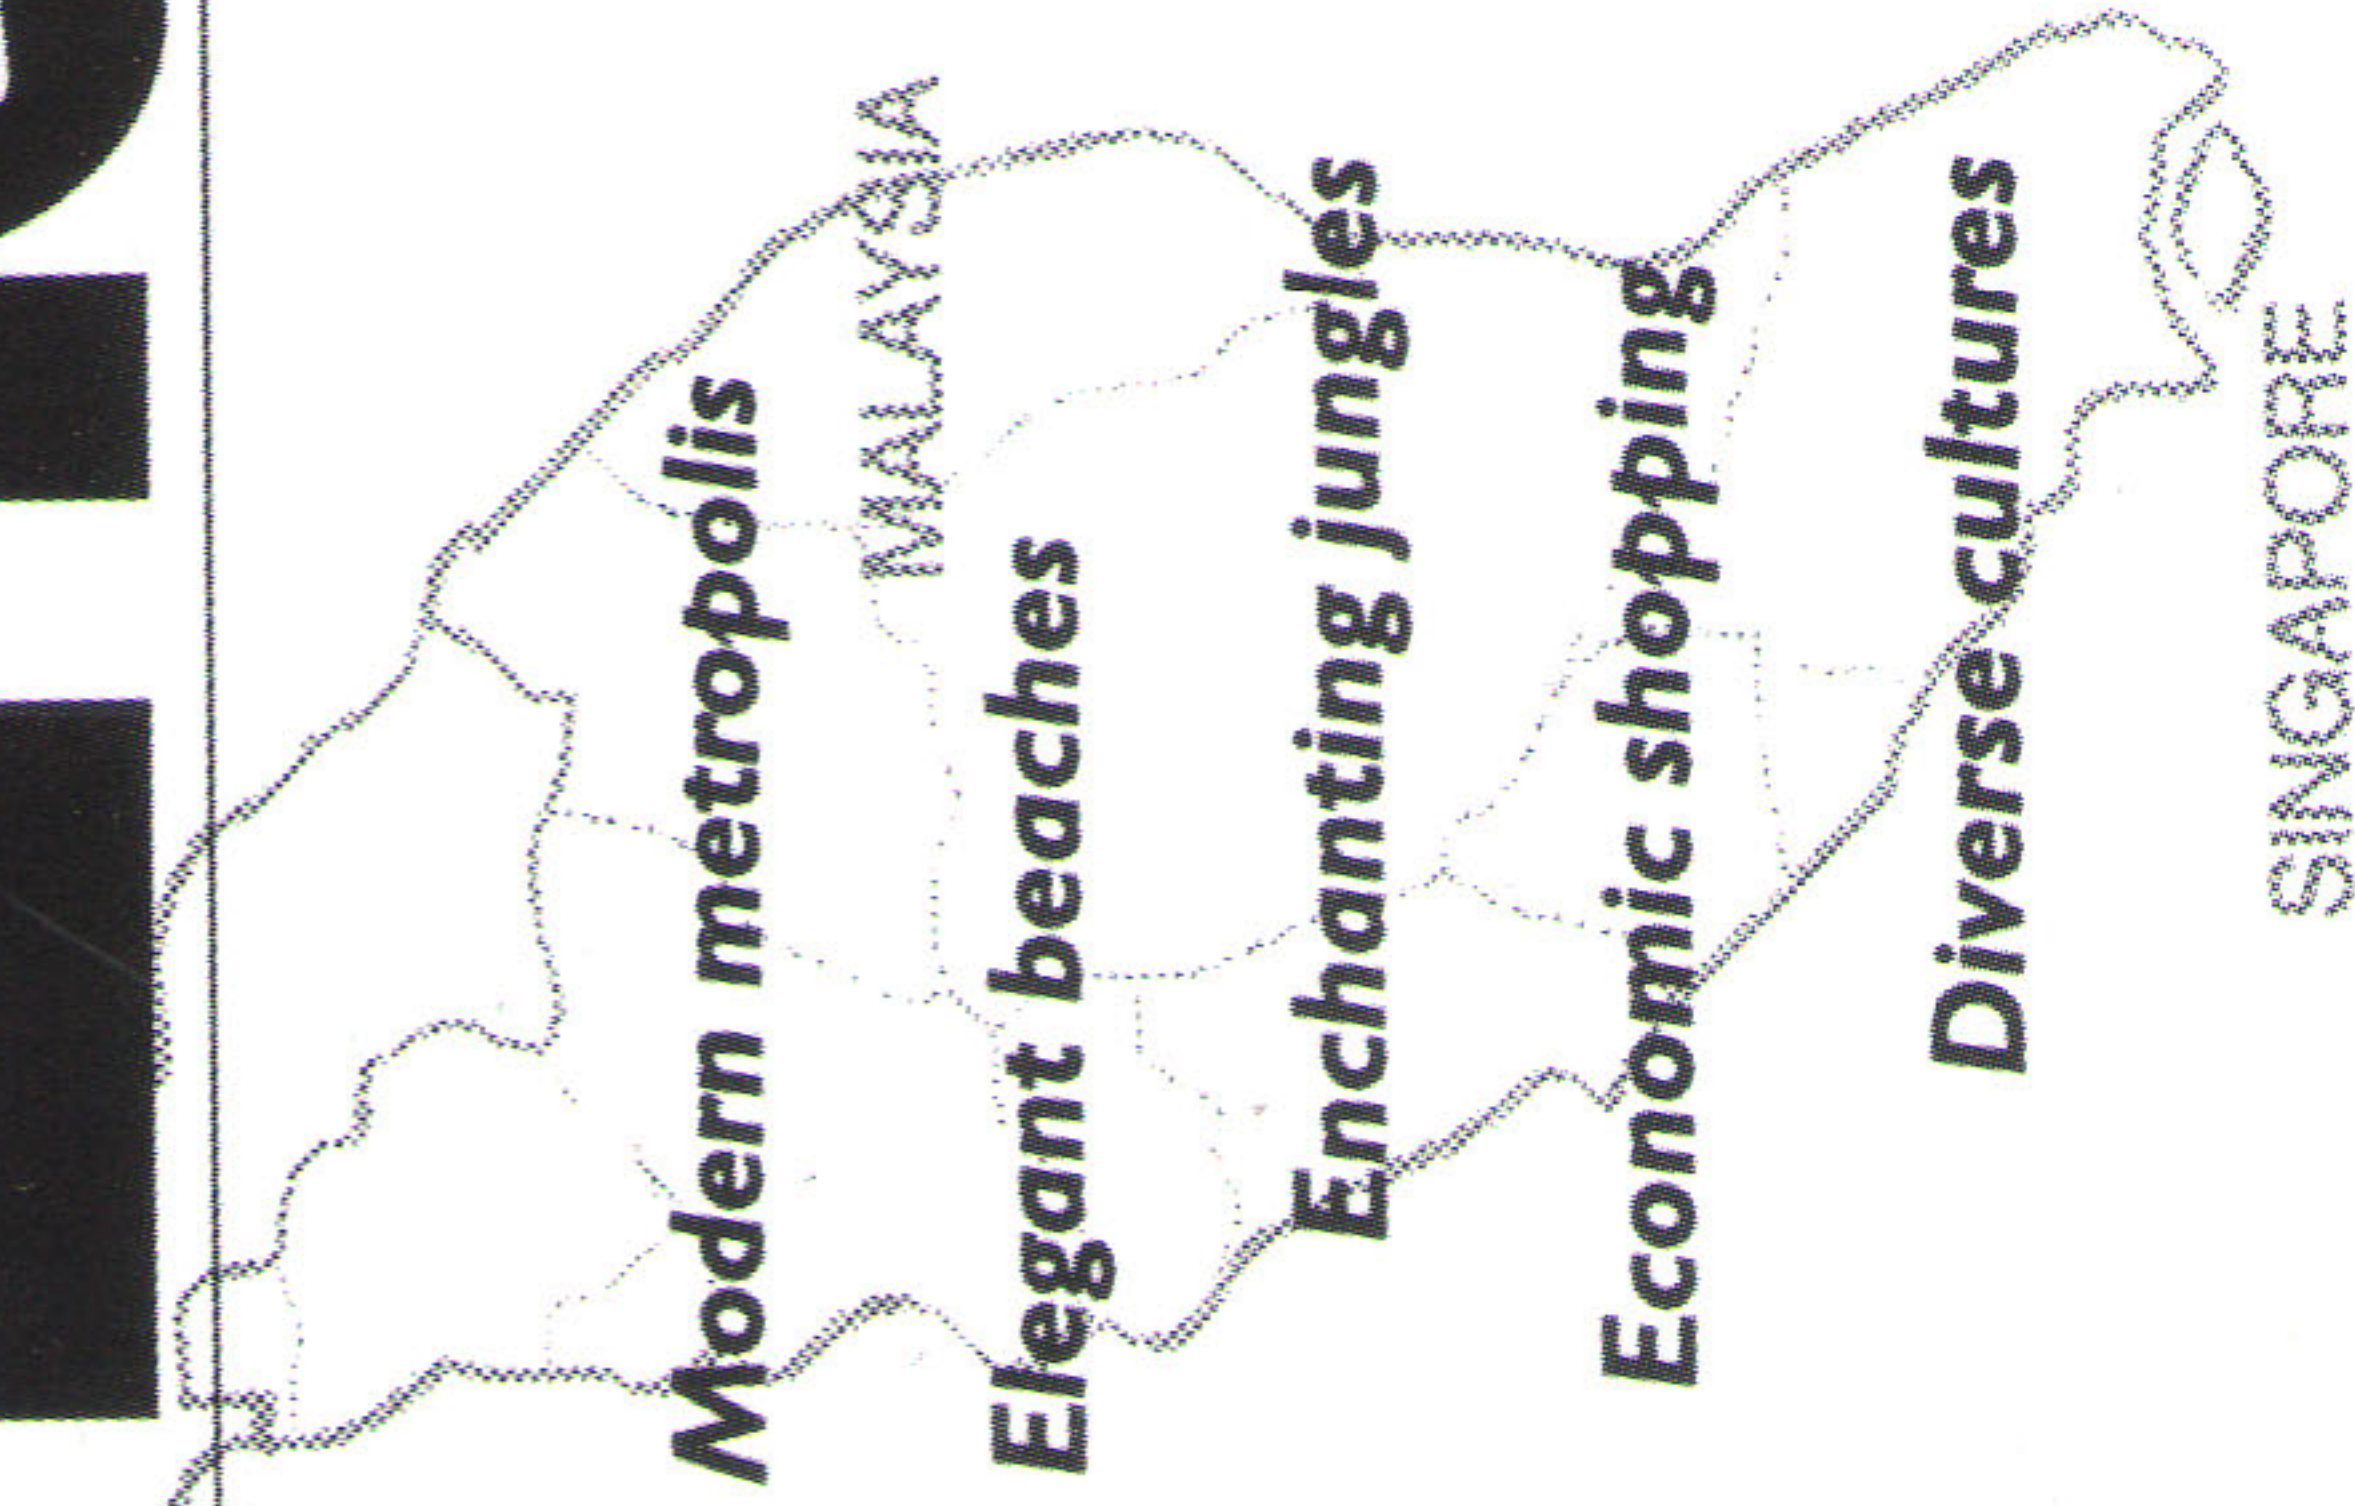 Modern metropolis
MALAYSIA
Elegant beaches
Enchanting jungles
Economic shopping
Diverse cultures
SINGAPORE